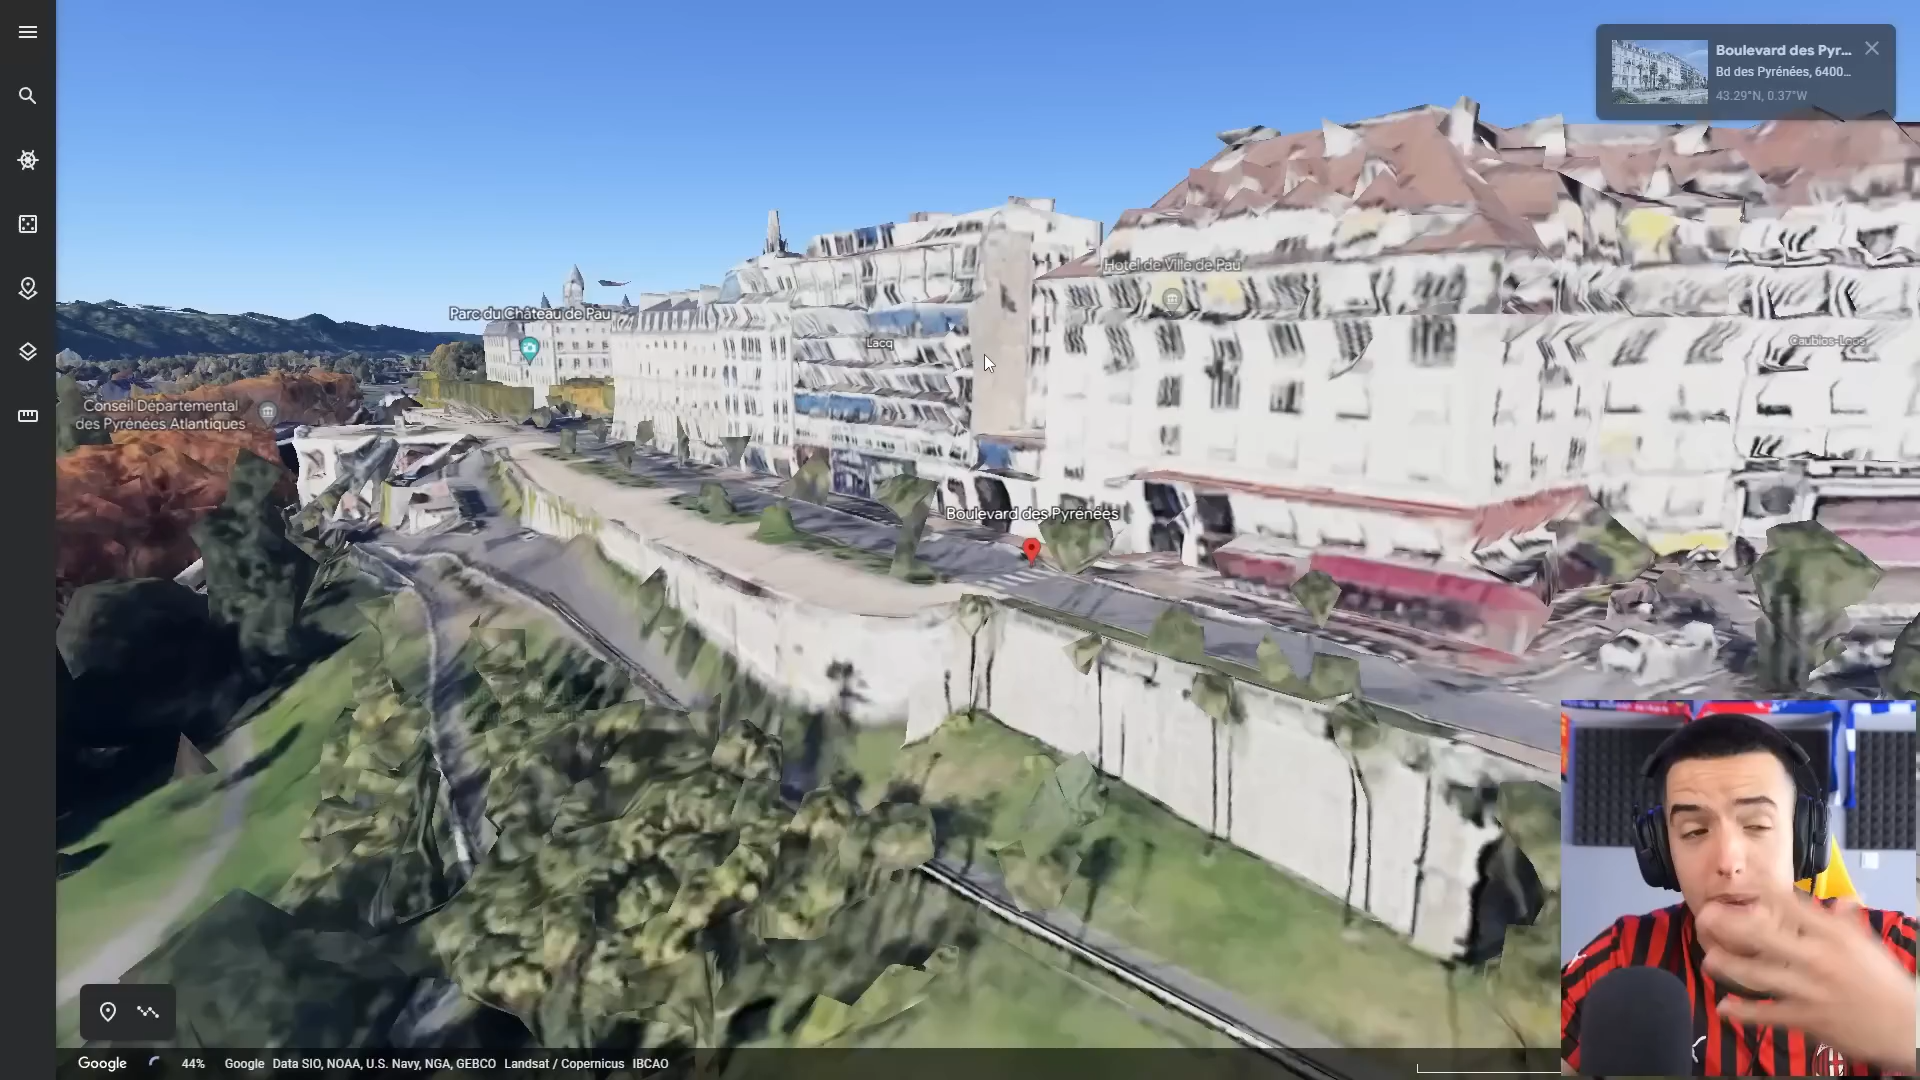 Boulevard des Pyr...
Bd des Pyrénées, 6400...
43.29°N, 0.37°W
Hôtel de Ville de Pau
Parc du Château de Pau
Lacq
Caubios-Loos
Conseil Départemental
des Pyrénées Atlantiques
Boulevard des Pyrénées
Google
44%
Google Data SIO, NOAA, U.S. Navy, NGA, GEBCO Landsat / Copernicus IBCAO